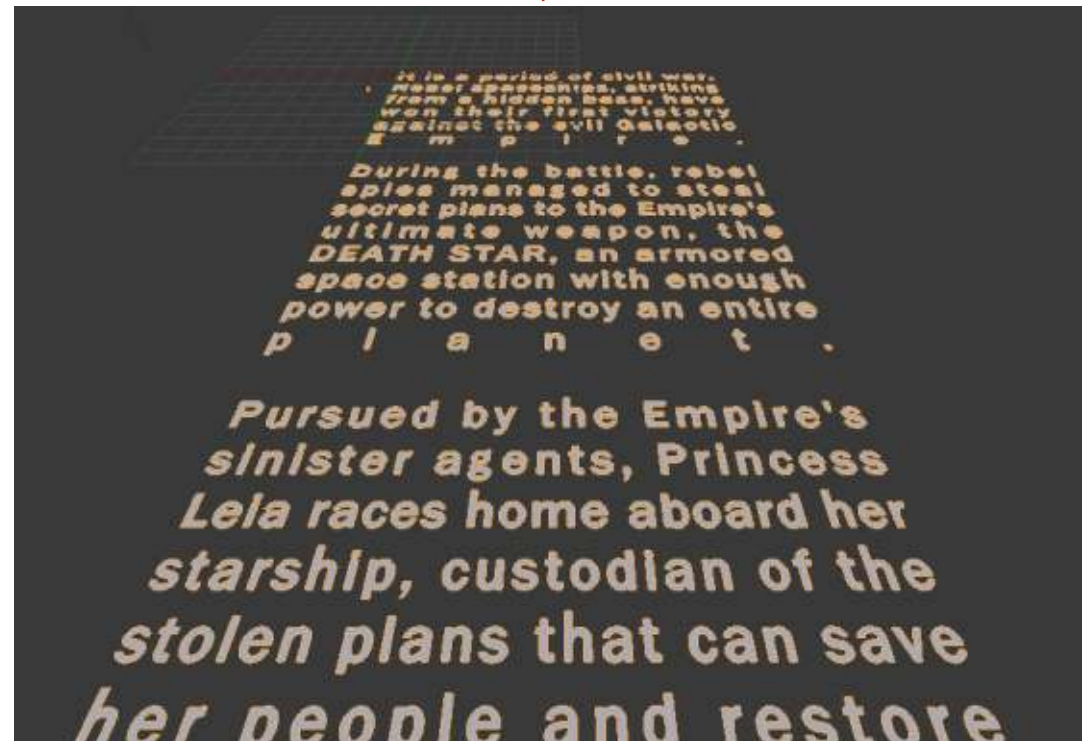 It is a period of civil war.
Rebel spaceships, striking
from a hidden base, have
won their first victory
against the evil Galactic
Empire.
During the battle, rebel
spies managed to steal
secret plans to the Empire's
ultimate weapon, the
DEATH STAR, an armored
space station with enough
power to destroy an entire
planet.
Pursued by the Empire's
sinister agents, Princess
Leia races home aboard her
starship, custodian of the
stolen plans that can save
her people and restore